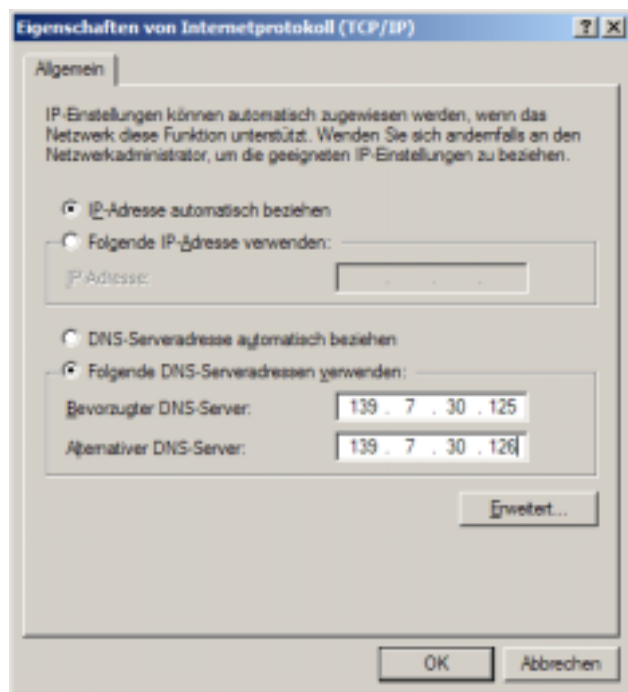 Eigenschaften von Internetprotokoll (TCP/IP)
Allgemein
IP-Einstellungen können automatisch zugewiesen werden, wenn das
Netzwerk diese Funktion unterstützt. Wenden Sie sich andernfalls an den
Netzwerkadministrator, um die geeigneten IP-Einstellungen zu beziehen.
IP-Adresse automatisch beziehen
Folgende IP-Adresse verwenden:
IP-Adresse:
DNS-Serveradresse automatisch beziehen
Folgende DNS-Serveradressen verwenden:
Bevorzugter DNS-Server: 139 . 7 . 30 . 125
Alternativer DNS-Server: 139 . 7 . 30 . 126
Erweitert...
OK Abbrechen